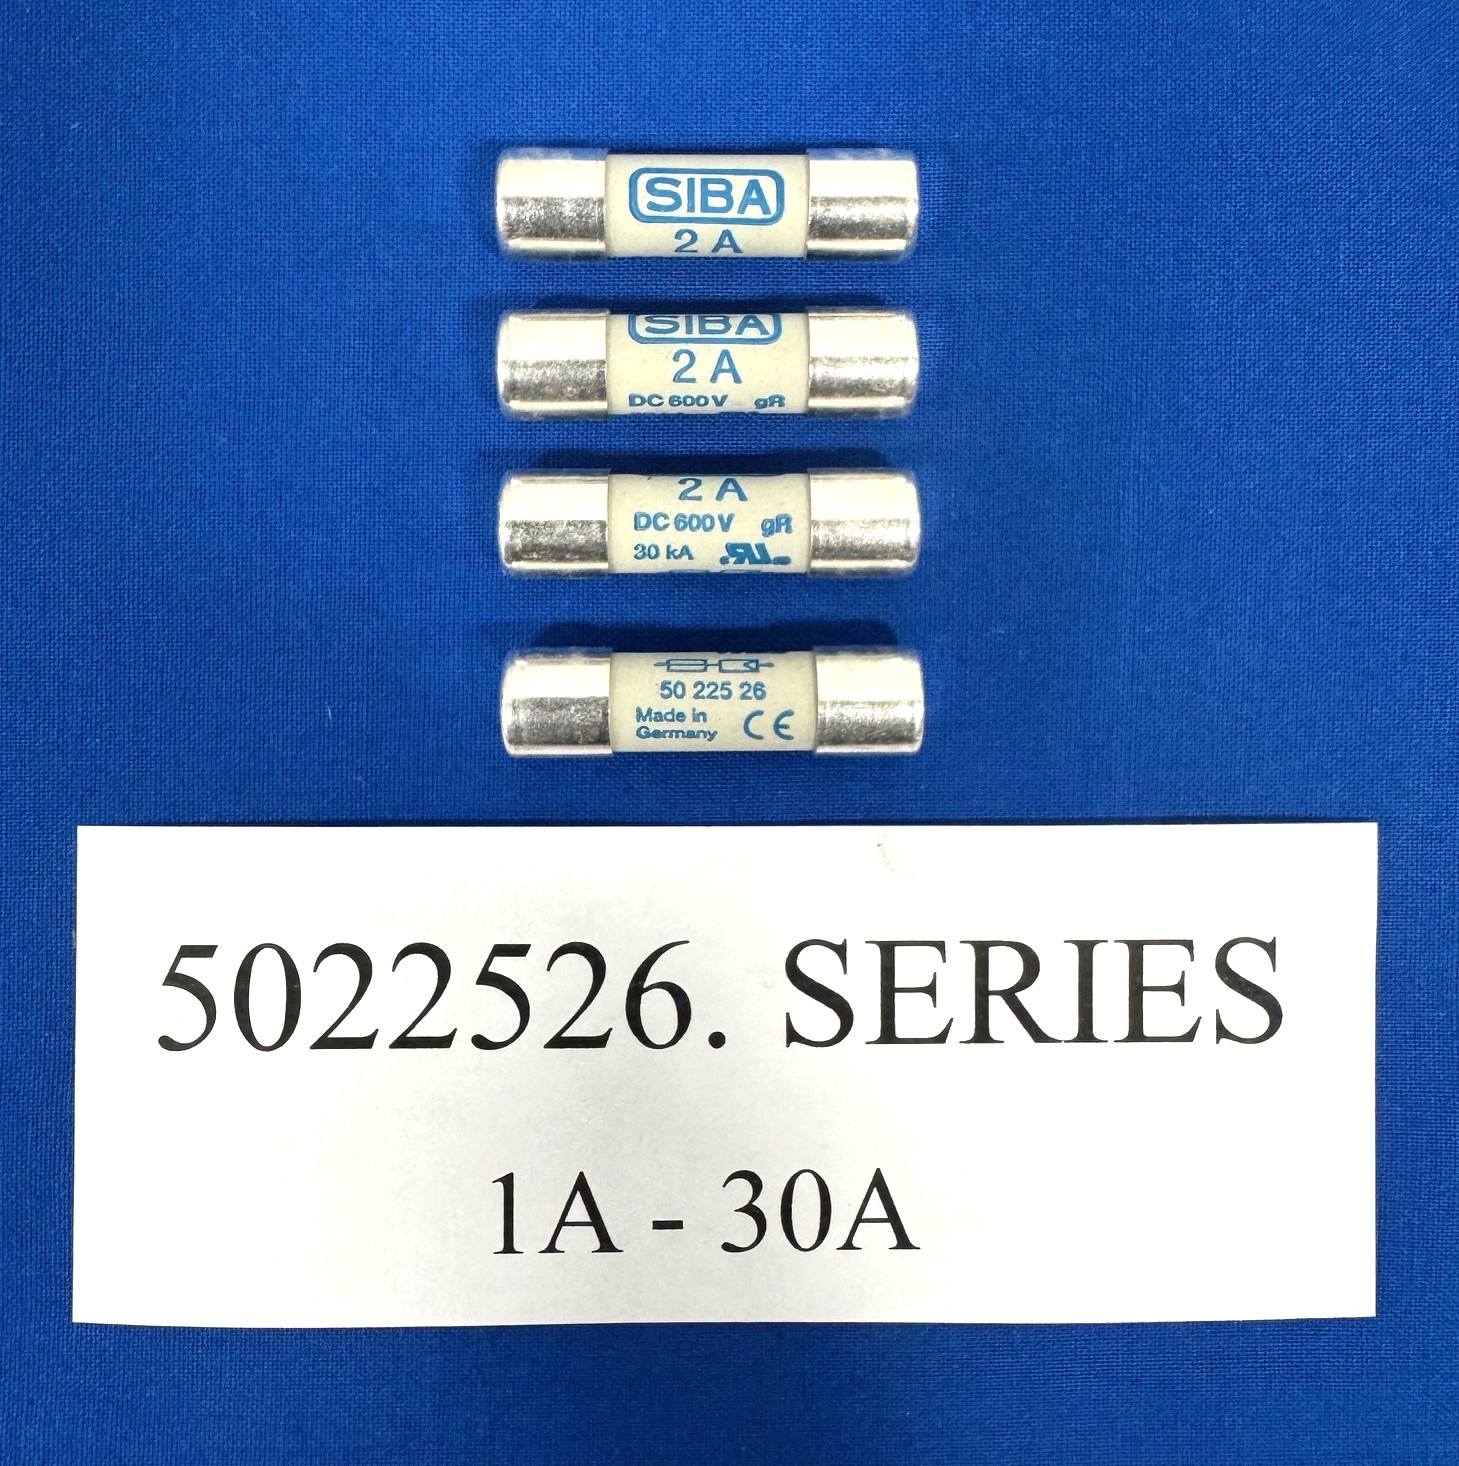 SIBA
2 A
SIBA
2 A
DC 600 V gR
2 A
DC 600 V gR
30 kA
50 225 26
Made in
Germany CE
5022526. SERIES
1A - 30A